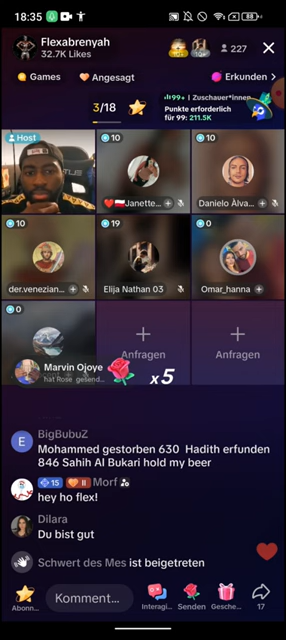 18:35
88
Flexabrenyah
32.7K Likes
227
Games
Angesagt
Erkunden
3/18
99+ | Zuschauer*innen
Punkte erforderlich
für 99: 211.5K
Host
10
10
Janette...
Danielo Àlva...
10
19
0
der.venezian...
Elija Nathan 03
Omar_hanna
0
Anfragen
Anfragen
Marvin Ojoye
hat Rose gesend...
x5
E
BigBubuZ
Mohammed gestorben 630 Hadith erfunden
846 Sahih Al Bukari hold my beer
15
II
Morf
hey ho flex!
Dilara
Du bist gut
Schwert des Mes ist beigetreten
Abonn...
Komment...
Interagi...
Senden
Gesche...
17